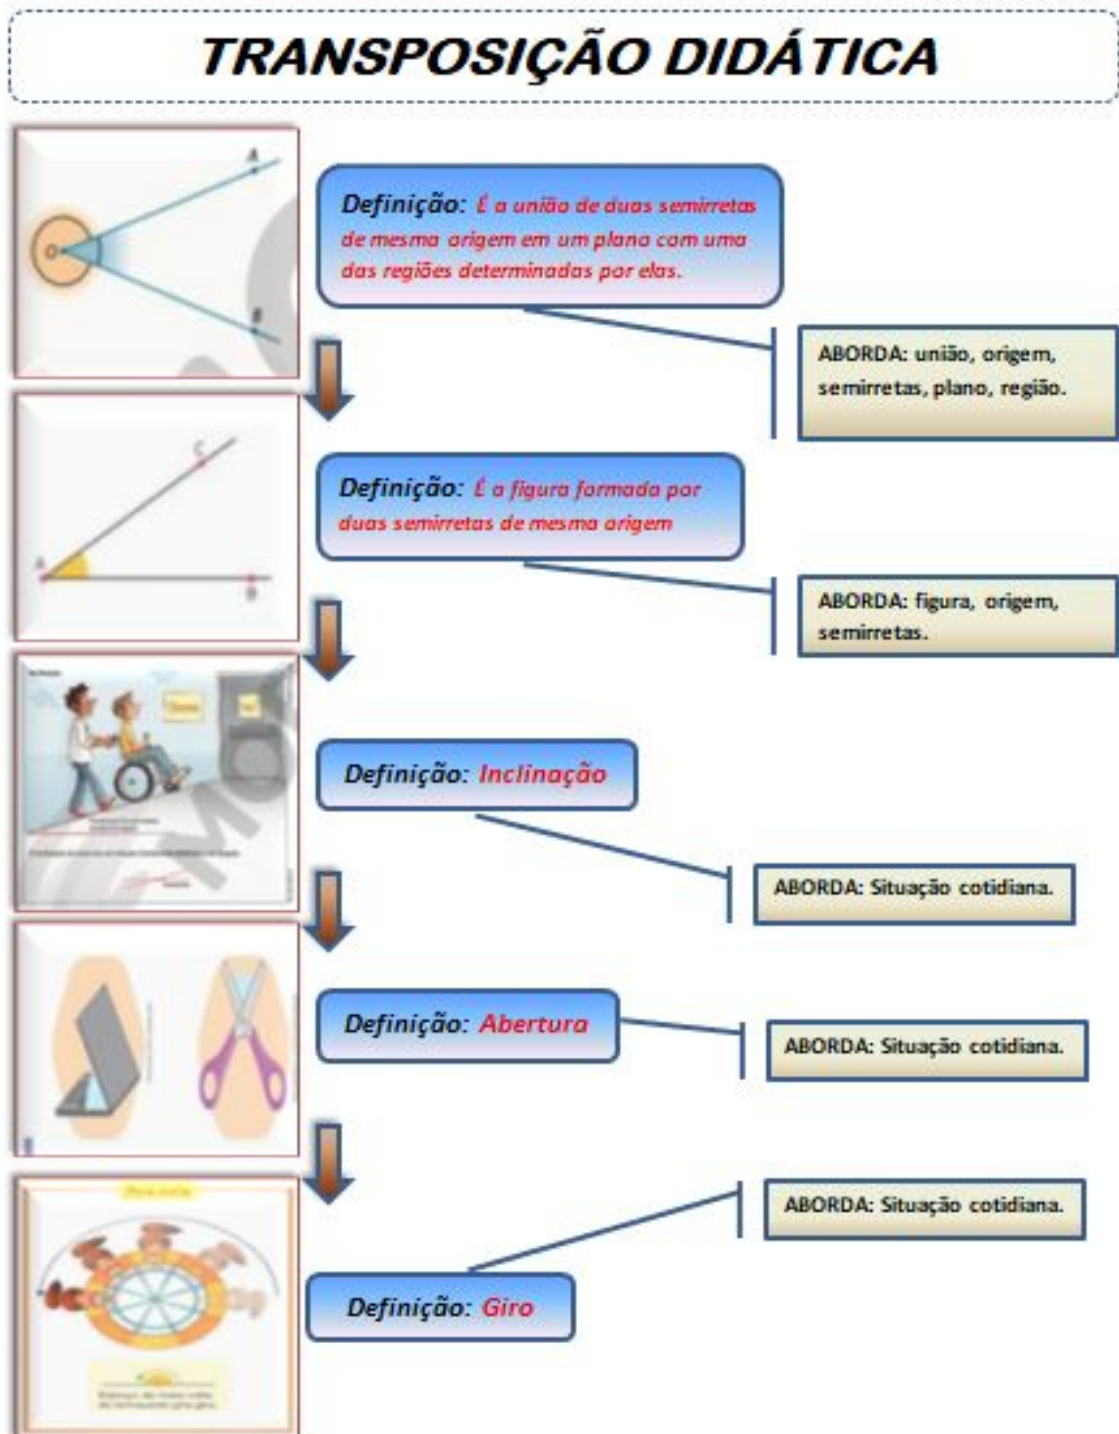 TRANSPOSIÇÃO DIDÁTICA
A
O
B
Definição: É a união de duas semirretas
de mesma origem em um plano com uma
das regiões determinadas por elas.
ABORDA: união, origem,
semirretas, plano, região.
C
A
B
Definição: É a figura formada por
duas semirretas de mesma origem
ABORDA: figura, origem,
semirretas.
Definição: Inclinação
ABORDA: Situação cotidiana.
Definição: Abertura
ABORDA: Situação cotidiana.
ABORDA: Situação cotidiana.
Definição: Giro